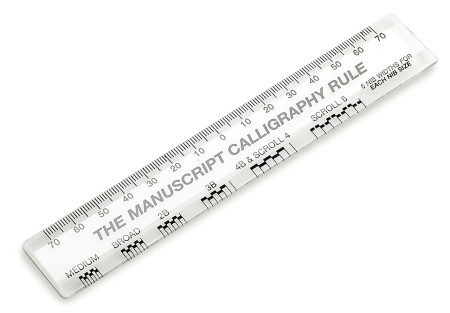 70 60 50 40 30 20 10 0 10 20 30 40 50 60 70
THE MANUSCRIPT CALLIGRAPHY RULE
6 NIB WIDTHS FOR
EACH NIB SIZE
MEDIUM BROAD 2B 3B 4B & SCROLL 4 SCROLL 6